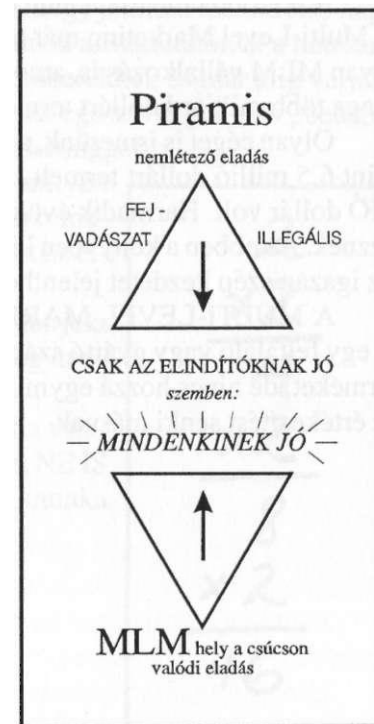 Piramis
nemlétező eladás
FEJ-
VADÁSZAT
ILLEGÁLIS
CSAK AZ ELINDÍTÓKNAK JÓ
szemben:
MINDENKINEK JÓ
MLM hely a csúcson
valódi eladás